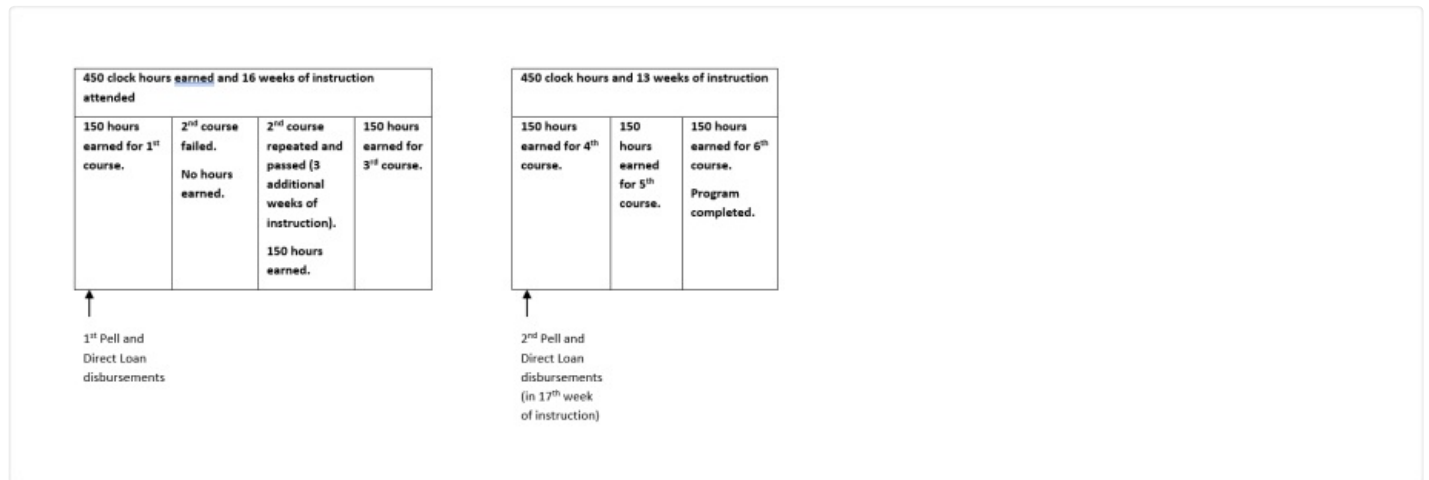 450 clock hours earned and 16 weeks of instruction
attended
150 hours
earned for 1st
course.
2nd course
failed.
No hours
earned.
2nd course
repeated and
passed (3
additional
weeks of
instruction).
150 hours
earned.
150 hours
earned for
3rd course.
1st Pell and
Direct Loan
disbursements
450 clock hours and 13 weeks of instruction
150 hours
earned for 4th
course.
150
hours
earned
for 5th
course.
150 hours
earned for 6th
course.
Program
completed.
2nd Pell and
Direct Loan
disbursements
(in 17th week
of instruction)